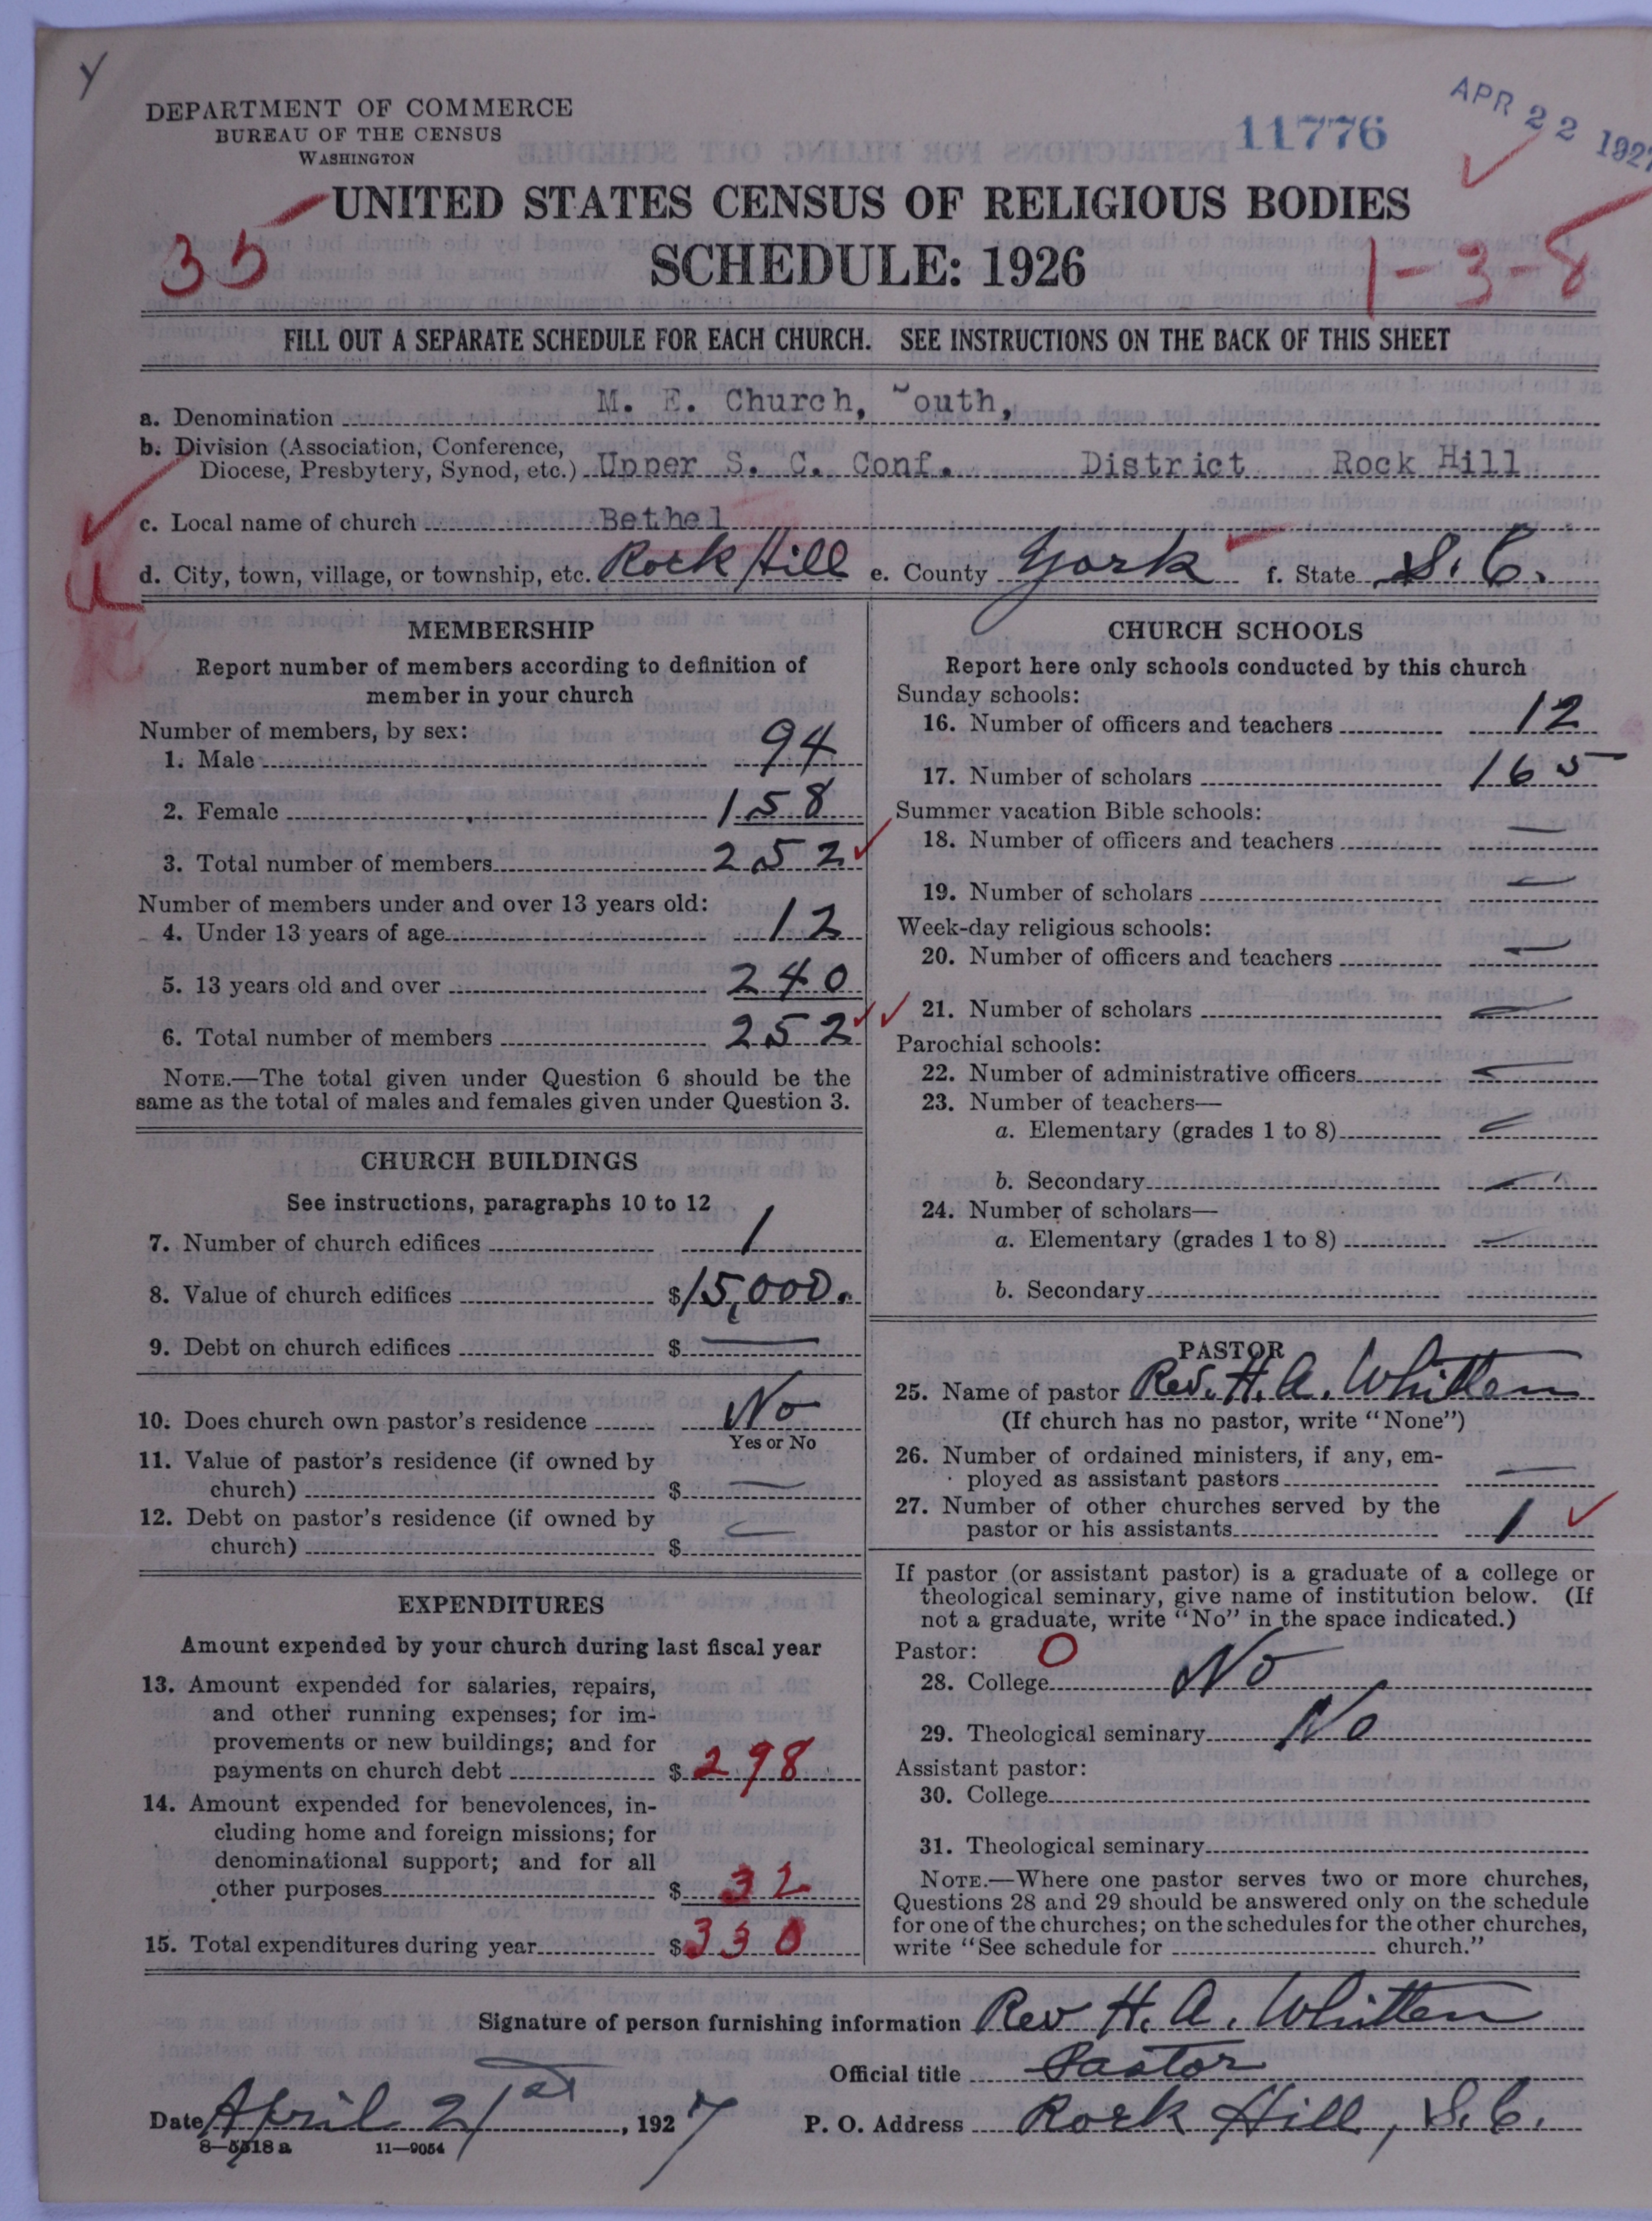 Y
DEPARTMENT OF COMMERCE
BUREAU OF THE CENSUS
WASHINGTON
11776
APR 22 1927
UNITED STATES CENSUS OF RELIGIOUS BODIES
35
SCHEDULE: 1926
1-3-8
FILL OUT A SEPARATE SCHEDULE FOR EACH CHURCH. SEE INSTRUCTIONS ON THE BACK OF THIS SHEET
a. Denomination M. E. Church, South,
b. Division (Association, Conference,
Diocese, Presbytery, Synod, etc.) Upper S. C. Conf. District Rock Hill
c. Local name of church Bethel
d. City, town, village, or township, etc. Rock Hill e. County York f. State S. C.
MEMBERSHIP
Report number of members according to definition of
member in your church
Number of members, by sex:
1. Male 94
2. Female 158
3. Total number of members 252
Number of members under and over 13 years old:
4. Under 13 years of age 12
5. 13 years old and over 240
6. Total number of members 252
NOTE.—The total given under Question 6 should be the
same as the total of males and females given under Question 3.
CHURCH BUILDINGS
See instructions, paragraphs 10 to 12
7. Number of church edifices 1
8. Value of church edifices $15,000.
9. Debt on church edifices $ —
10. Does church own pastor's residence No
Yes or No
11. Value of pastor's residence (if owned by
church) $ —
12. Debt on pastor's residence (if owned by
church) $ —
EXPENDITURES
Amount expended by your church during last fiscal year
13. Amount expended for salaries, repairs,
and other running expenses; for im-
provements or new buildings; and for
payments on church debt $ 298
14. Amount expended for benevolences, in-
cluding home and foreign missions; for
denominational support; and for all
other purposes $ 32
15. Total expenditures during year $ 330
CHURCH SCHOOLS
Report here only schools conducted by this church
Sunday schools:
16. Number of officers and teachers 12
17. Number of scholars 165
Summer vacation Bible schools:
18. Number of officers and teachers —
19. Number of scholars —
Week-day religious schools:
20. Number of officers and teachers —
21. Number of scholars —
Parochial schools:
22. Number of administrative officers —
23. Number of teachers—
a. Elementary (grades 1 to 8) —
b. Secondary —
24. Number of scholars—
a. Elementary (grades 1 to 8) —
b. Secondary
PASTOR
25. Name of pastor Rev. H. A. Whitten
(If church has no pastor, write "None")
26. Number of ordained ministers, if any, em-
ployed as assistant pastors —
27. Number of other churches served by the
pastor or his assistants 1
If pastor (or assistant pastor) is a graduate of a college or
theological seminary, give name of institution below. (If
not a graduate, write "No" in the space indicated.)
Pastor: O
28. College No
29. Theological seminary No
Assistant pastor:
30. College
31. Theological seminary
NOTE.—Where one pastor serves two or more churches,
Questions 28 and 29 should be answered only on the schedule
for one of the churches; on the schedules for the other churches,
write "See schedule for church."
Signature of person furnishing information Rev H. A. Whitten
Official title Pastor
Date April 21st, 1927 P. O. Address Rock Hill, S. C.
8—5518a 11—9054